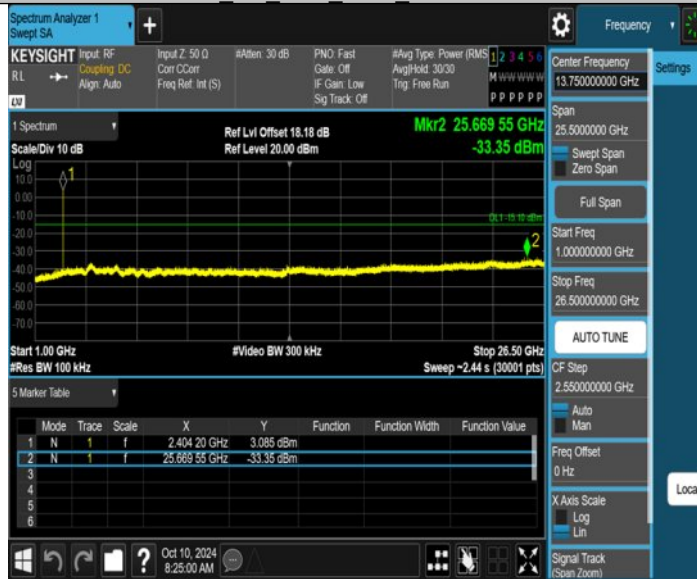 Spectrum Analyzer 1
Swept SA
Frequency
KEYSIGHT
RL
Input: RF
Coupling: DC
Align: Auto
Input Z: 50 Ω
Corr CCorr
Freq Ref: Int (S)
#Atten: 30 dB
PNO: Fast
Gate: Off
IF Gain: Low
Sig Track: Off
#Avg Type: Power (RMS
Avg|Hold: 30/30
Trig: Free Run
1 2 3 4 5 6
M W W W W W
P P P P P P
1 Spectrum
Scale/Div 10 dB
Ref Lvl Offset 18.18 dB
Ref Level 20.00 dBm
Mkr2 25.669 55 GHz
-33.35 dBm
Log
10.0
0.00
-10.0
-20.0
-30.0
-40.0
-50.0
-60.0
-70.0
1
DL1 -15.10 dBm
2
Start 1.00 GHz
#Res BW 100 kHz
#Video BW 300 kHz
Stop 26.50 GHz
Sweep ~2.44 s (30001 pts)
5 Marker Table
Mode Trace Scale X Y Function Function Width Function Value
1 N 1 f 2.404 20 GHz 3.085 dBm
2 N 1 f 25.669 55 GHz -33.35 dBm
3
4
5
6
Oct 10, 2024
8:25:00 AM
?
Center Frequency
13.750000000 GHz
Settings
Span
25.5000000 GHz
Swept Span
Zero Span
Full Span
Start Freq
1.000000000 GHz
Stop Freq
26.500000000 GHz
AUTO TUNE
CF Step
2.550000000 GHz
Auto
Man
Freq Offset
0 Hz
Loca
X Axis Scale
Log
Lin
Signal Track
(Span Zoom)